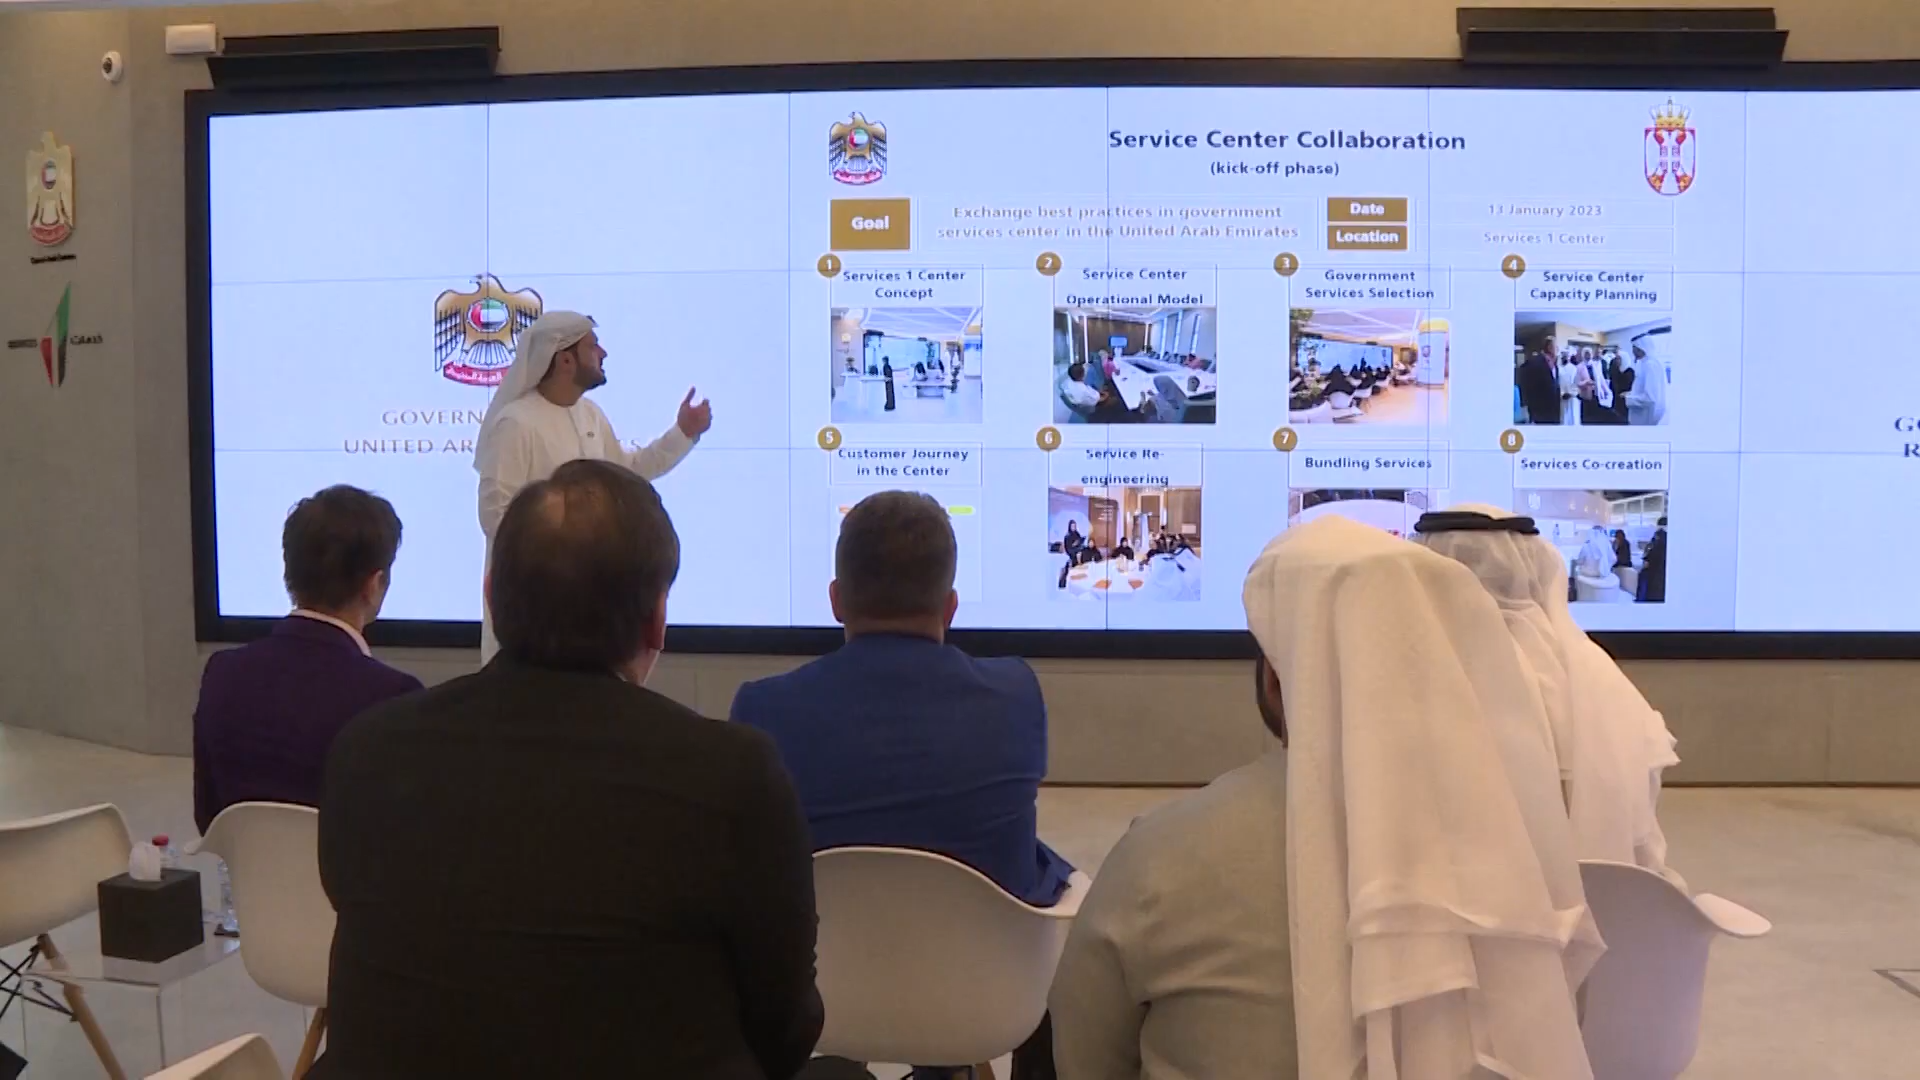 Service Center Collaboration
(kick-off phase)
Goal
Exchange best practices in government
services center in the United Arab Emirates
Date
13 January 2023
Location
Services 1 Center
1
Services 1 Center
Concept
2
Service Center
Operational Model
3
Government
Services Selection
4
Service Center
Capacity Planning
5
Customer Journey
in the Center
6
Service Re-
engineering
7
Bundling Services
8
Services Co-creation
GOVERN
UNITED AR
ES
G
R
SERVICES
خدمات